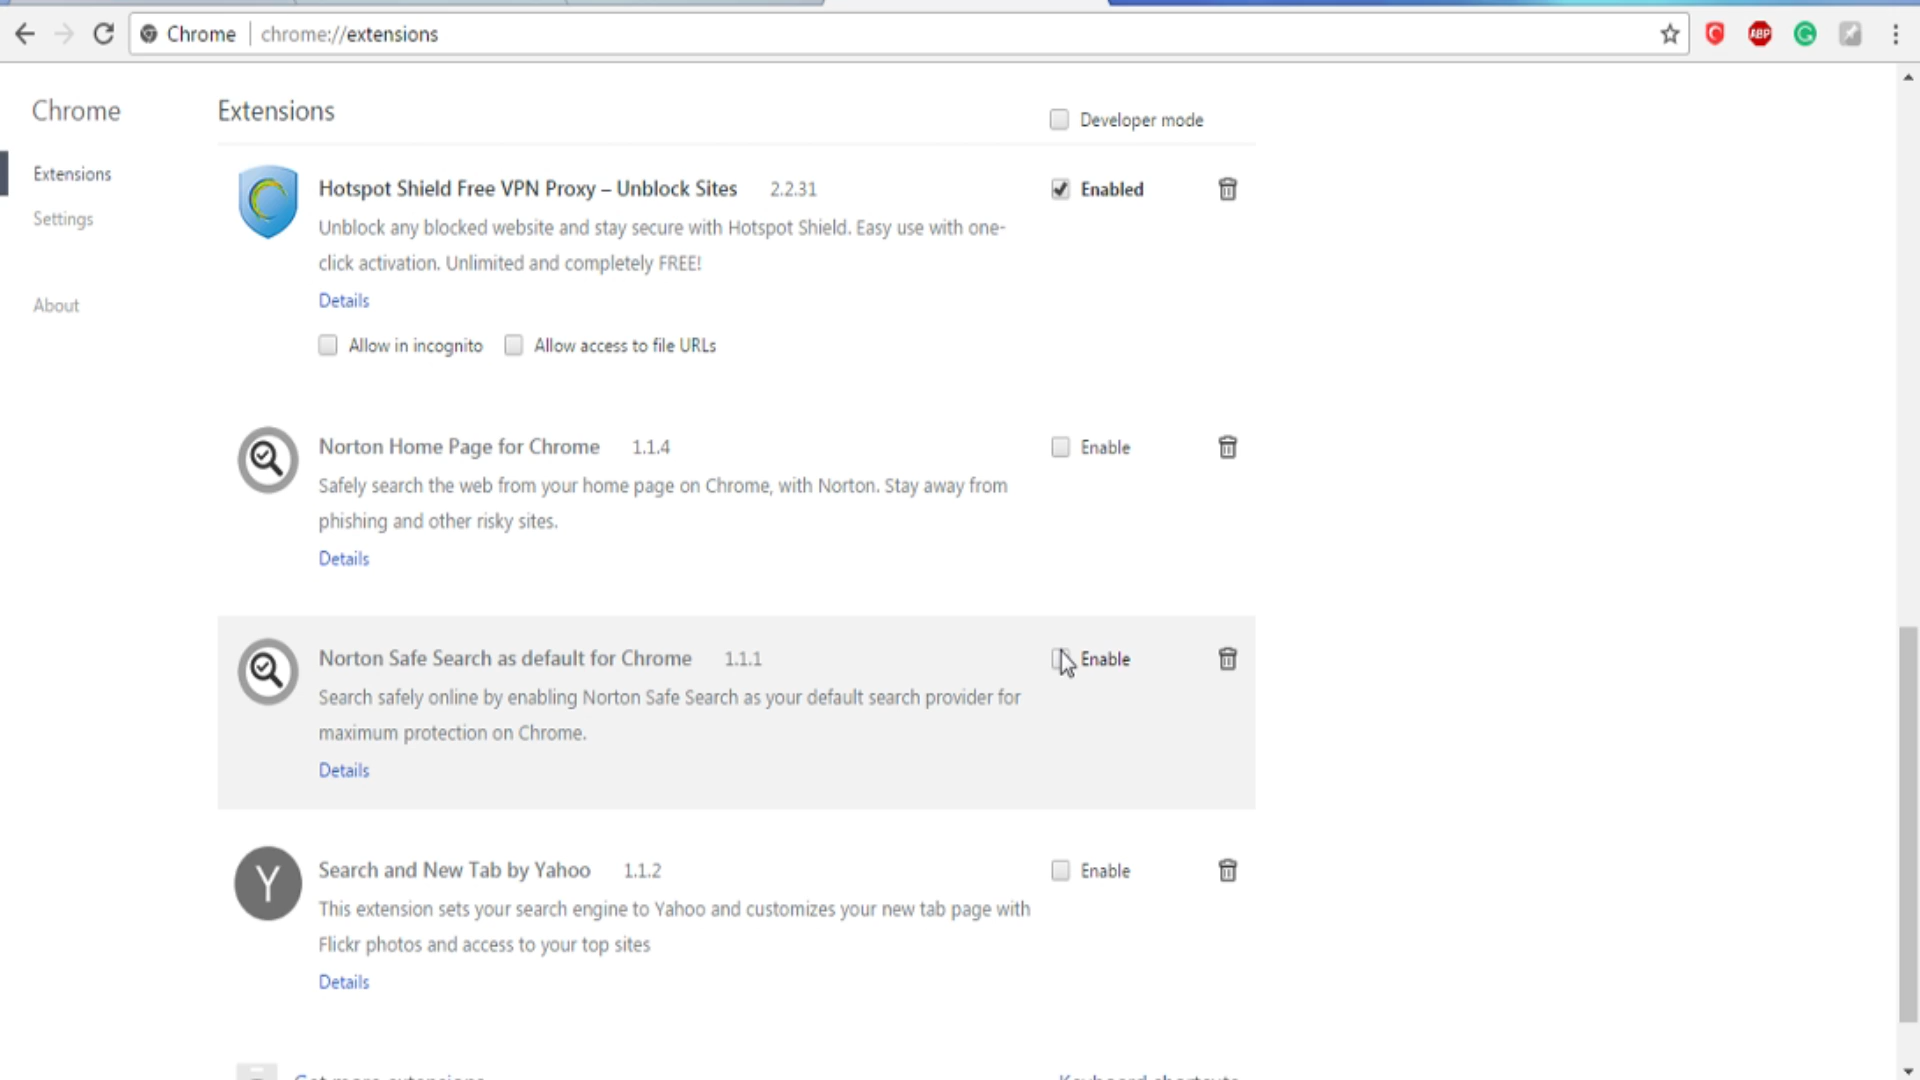 Chrome chrome://extensions
ABP
Chrome
Extensions
Developer mode
Extensions
Settings
About
Hotspot Shield Free VPN Proxy – Unblock Sites 2.2.31
Enabled
Unblock any blocked website and stay secure with Hotspot Shield. Easy use with one-
click activation. Unlimited and completely FREE!
Details
Allow in incognito Allow access to file URLs
Norton Home Page for Chrome 1.1.4
Enable
Safely search the web from your home page on Chrome, with Norton. Stay away from
phishing and other risky sites.
Details
Norton Safe Search as default for Chrome 1.1.1
Enable
Search safely online by enabling Norton Safe Search as your default search provider for
maximum protection on Chrome.
Details
Y
Search and New Tab by Yahoo 1.1.2
Enable
This extension sets your search engine to Yahoo and customizes your new tab page with
Flickr photos and access to your top sites
Details
Get more extensions
Keyboard shortcuts